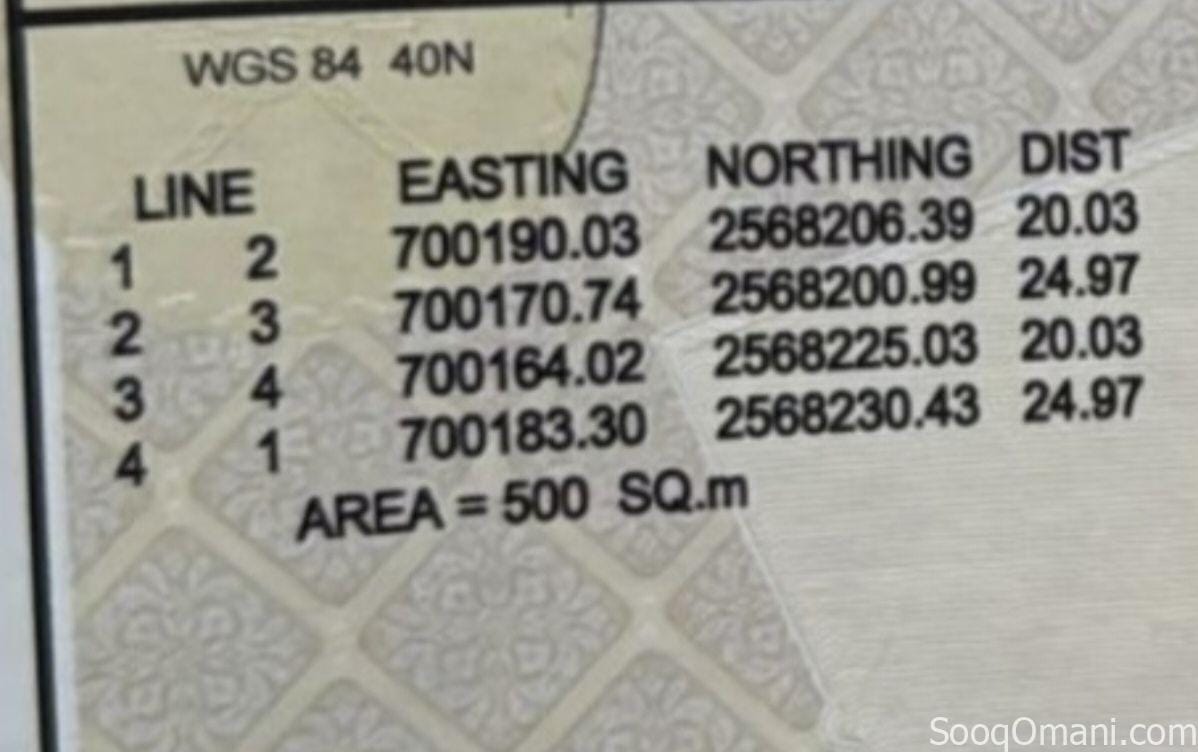 WGS 84 40N
LINE EASTING NORTHING DIST
1 2 700190.03 2568206.39 20.03
2 3 700170.74 2568200.99 24.97
3 4 700164.02 2568225.03 20.03
4 1 700183.30 2568230.43 24.97
AREA = 500 SQ.m
SooqOmani.com